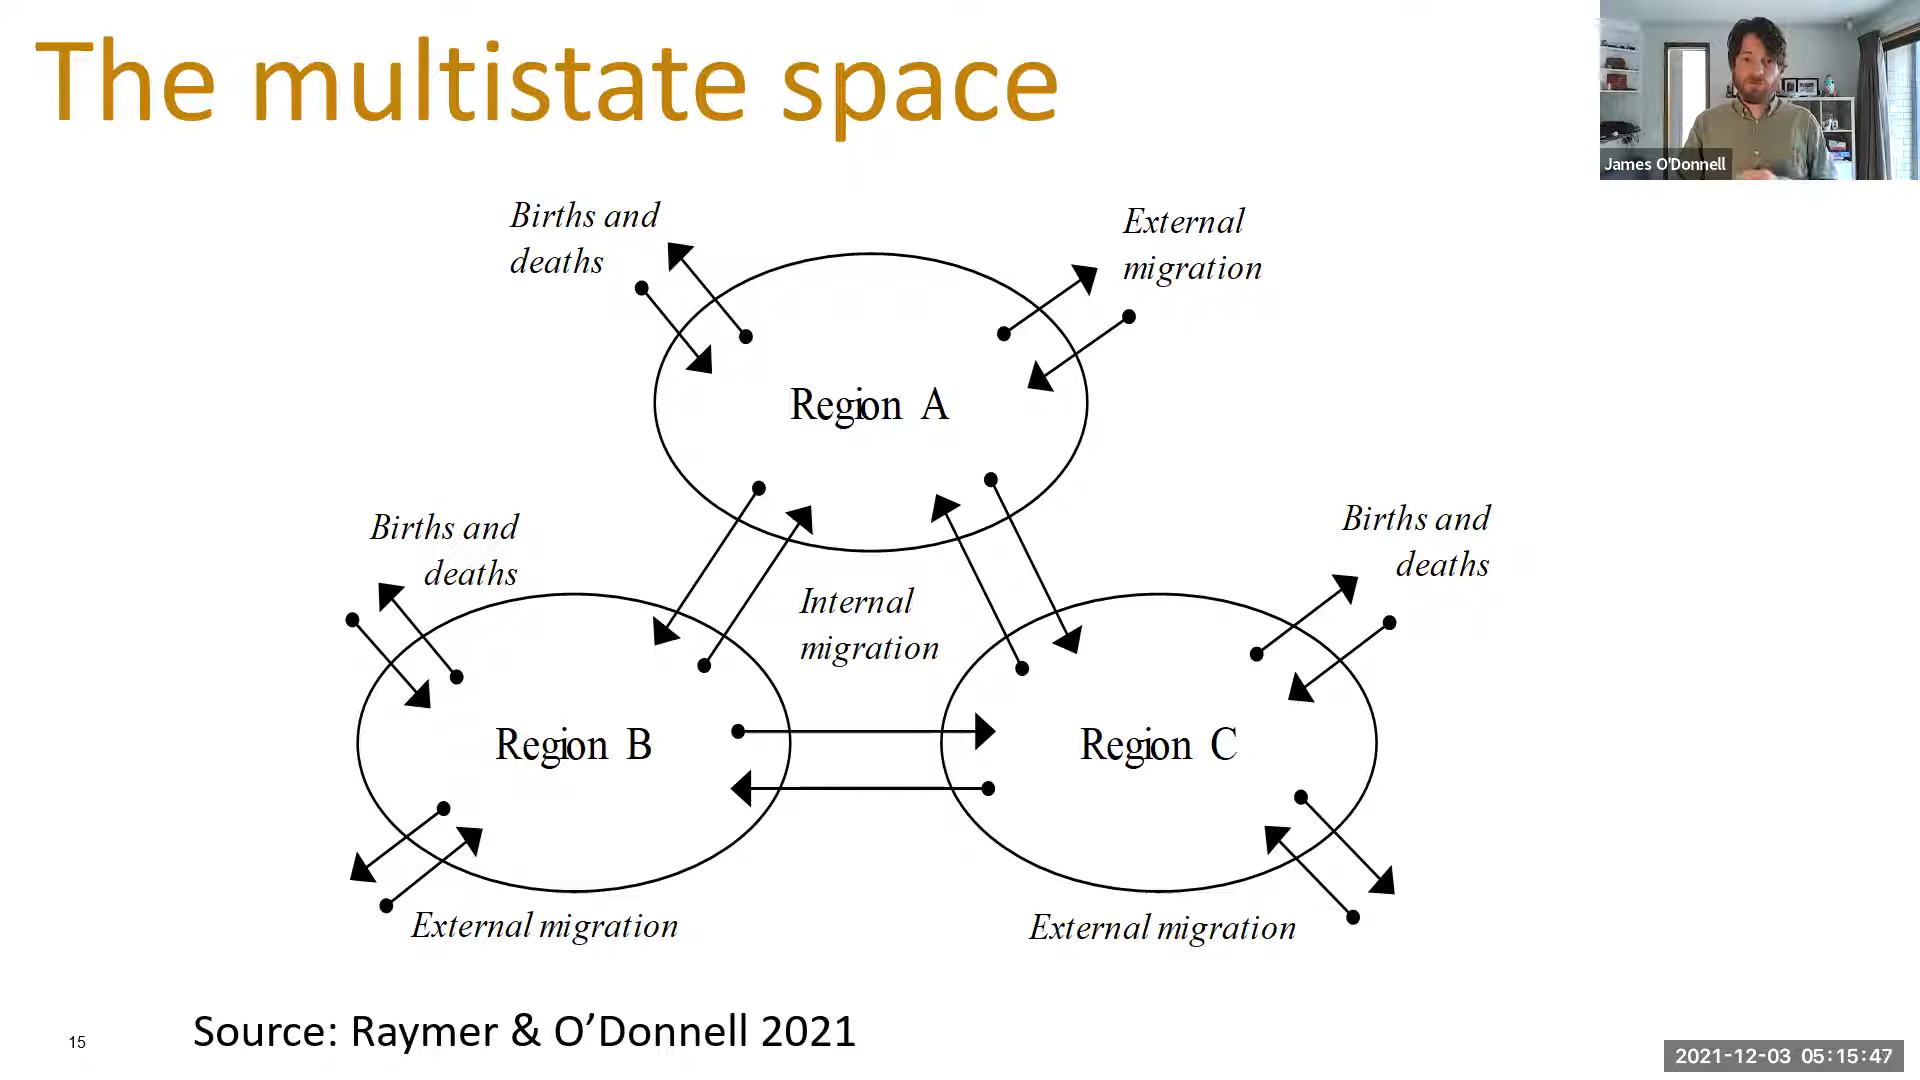 The multistate space
James O'Donnell
Births and
deaths
External
migration
Region A
Births and
deaths
Births and
deaths
Internal
migration
Region B
Region C
External migration
External migration
Source: Raymer & O’Donnell 2021
15
2021-12-03 05:15:47